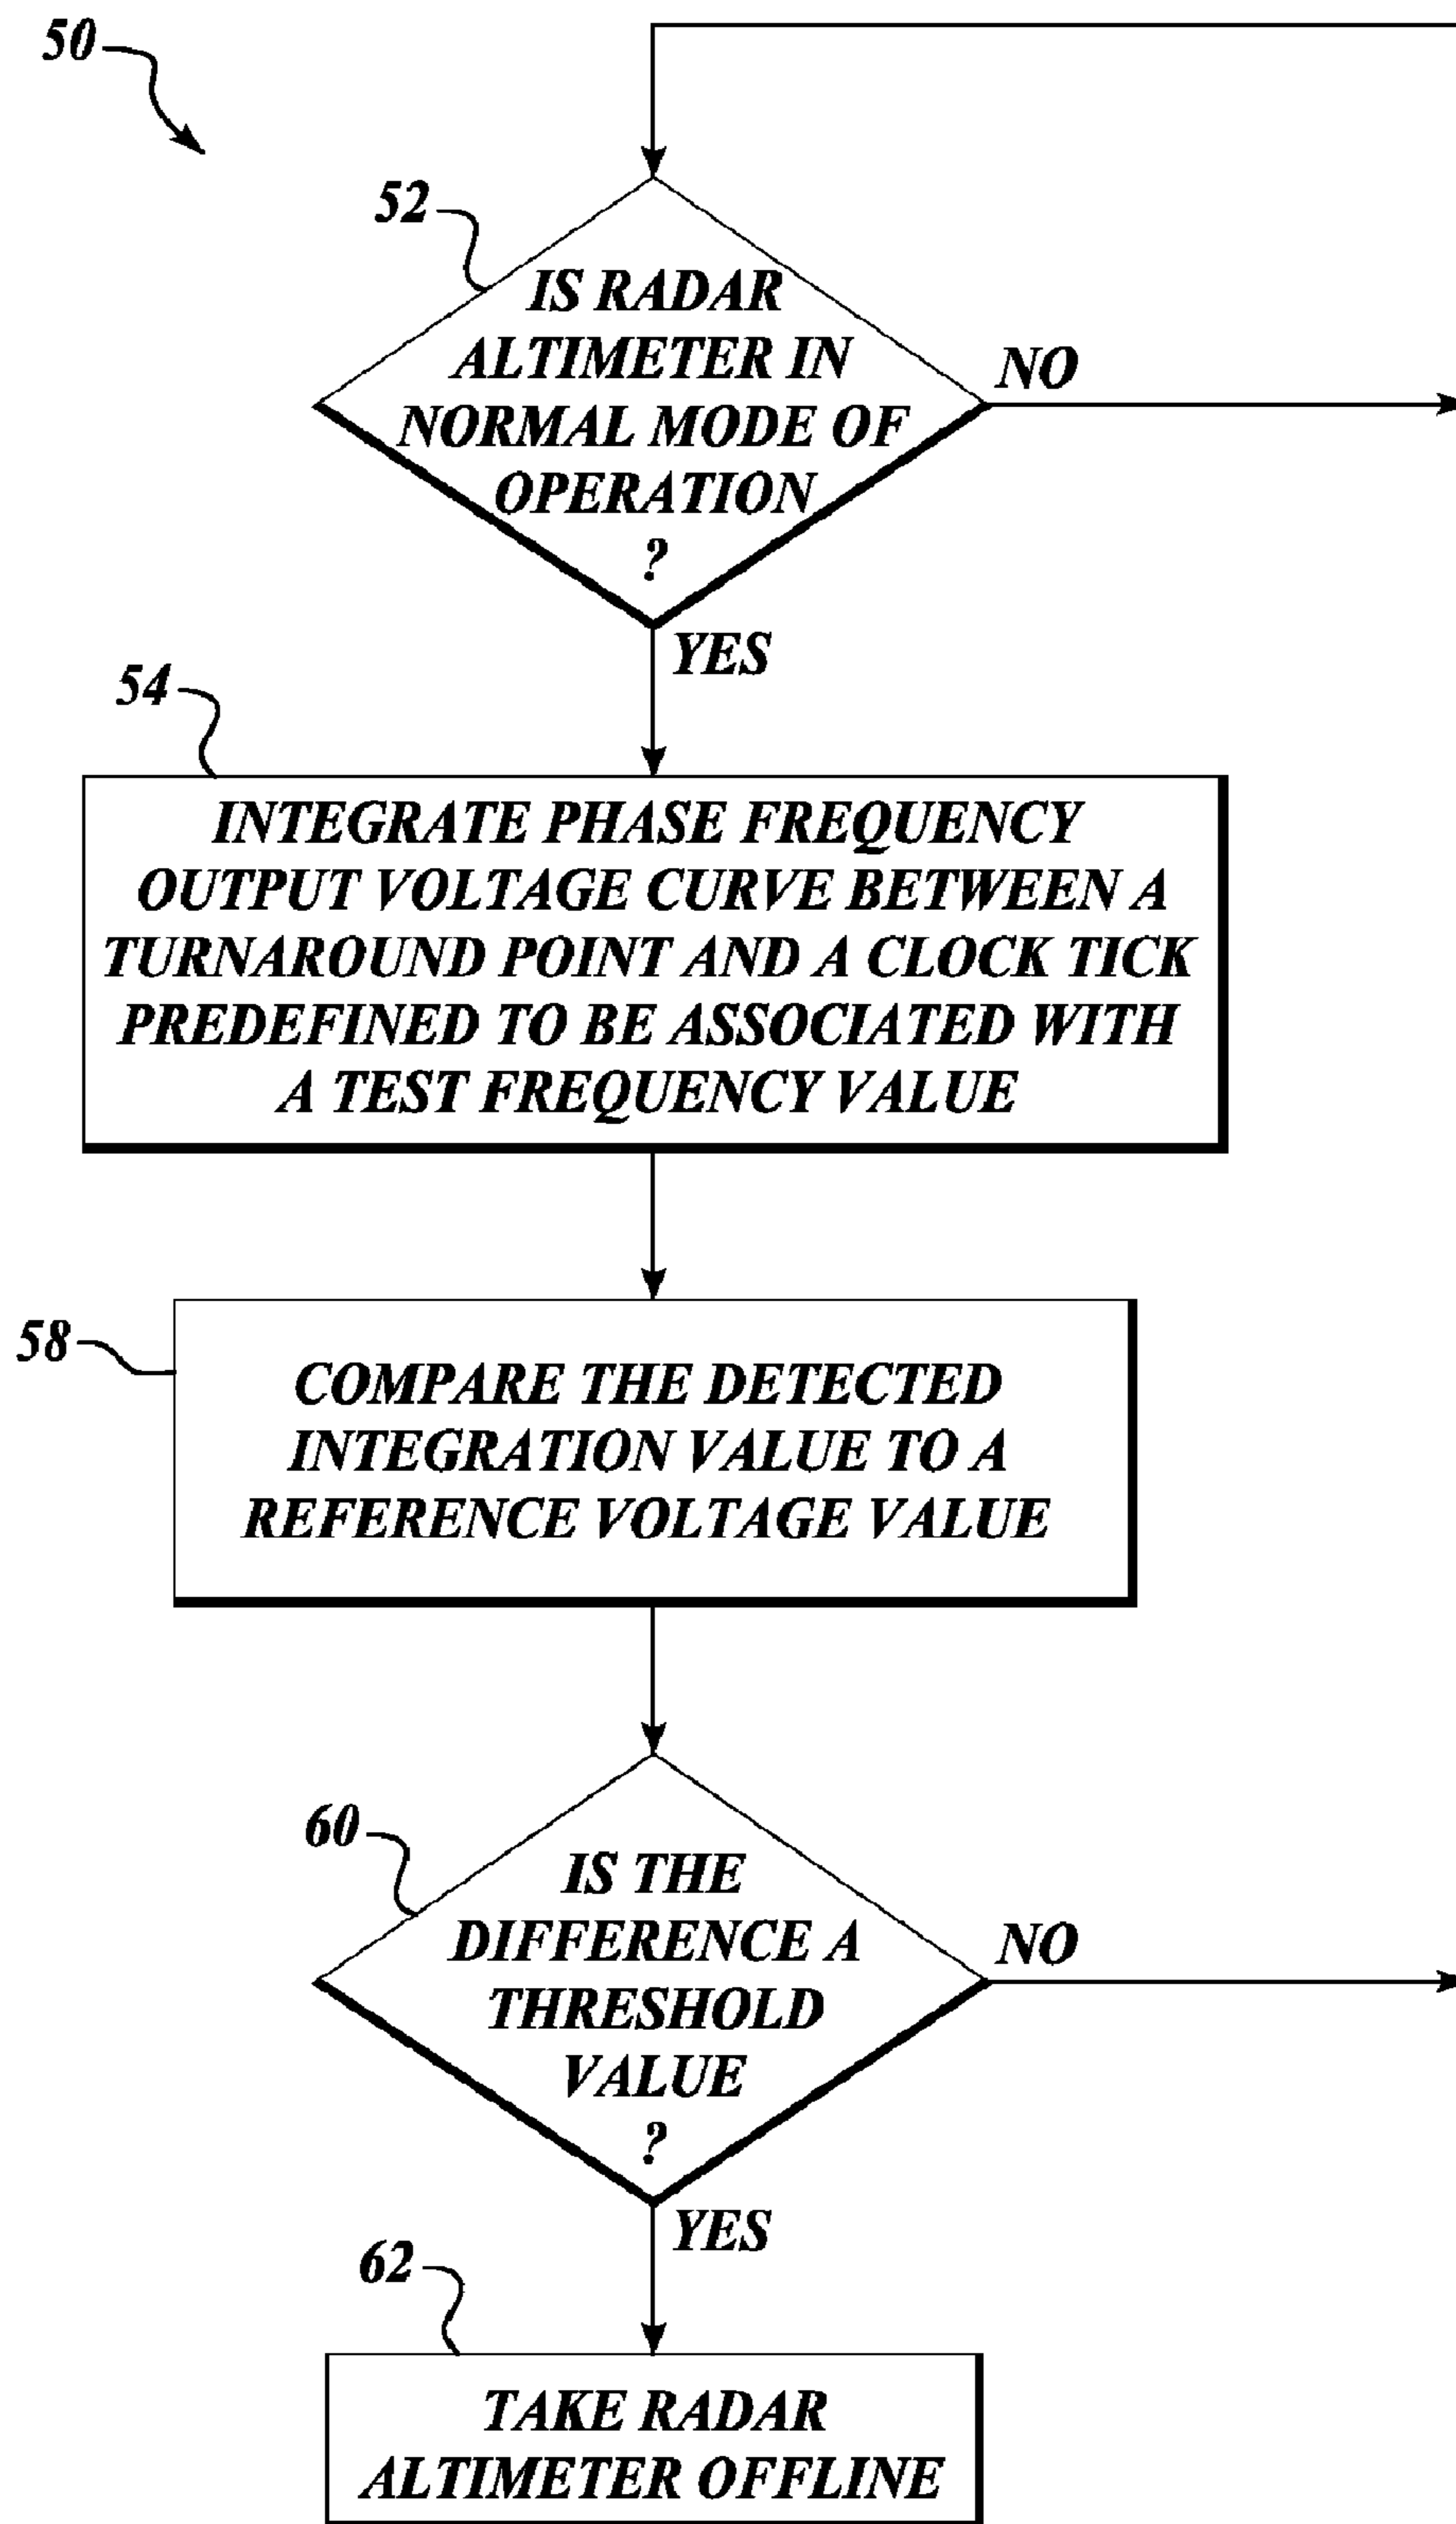 50
52
IS RADAR
ALTIMETER IN
NORMAL MODE OF
OPERATION
?
NO
YES
54
INTEGRATE PHASE FREQUENCY
OUTPUT VOLTAGE CURVE BETWEEN A
TURNAROUND POINT AND A CLOCK TICK
PREDEFINED TO BE ASSOCIATED WITH
A TEST FREQUENCY VALUE
58
COMPARE THE DETECTED
INTEGRATION VALUE TO A
REFERENCE VOLTAGE VALUE
60
IS THE
DIFFERENCE A
THRESHOLD
VALUE
?
NO
YES
62
TAKE RADAR
ALTIMETER OFFLINE